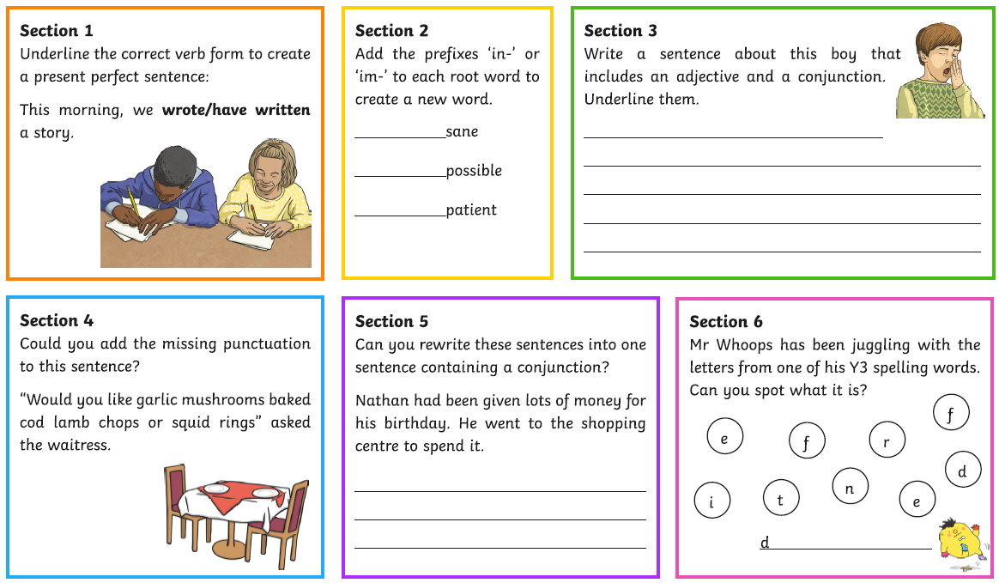 Section 1
Underline the correct verb form to create
a present perfect sentence:
This morning, we wrote/have written
a story.
Section 2
Add the prefixes ‘in-’ or
‘im-’ to each root word to
create a new word.
sane
possible
patient
Section 3
Write a sentence about this boy that
includes an adjective and a conjunction.
Underline them.
Section 4
Could you add the missing punctuation
to this sentence?
“Would you like garlic mushrooms baked
cod lamb chops or squid rings” asked
the waitress.
Section 5
Can you rewrite these sentences into one
sentence containing a conjunction?
Nathan had been given lots of money for
his birthday. He went to the shopping
centre to spend it.
Section 6
Mr Whoops has been juggling with the
letters from one of his Y3 spelling words.
Can you spot what it is?
e f r f
d
i t n e
d